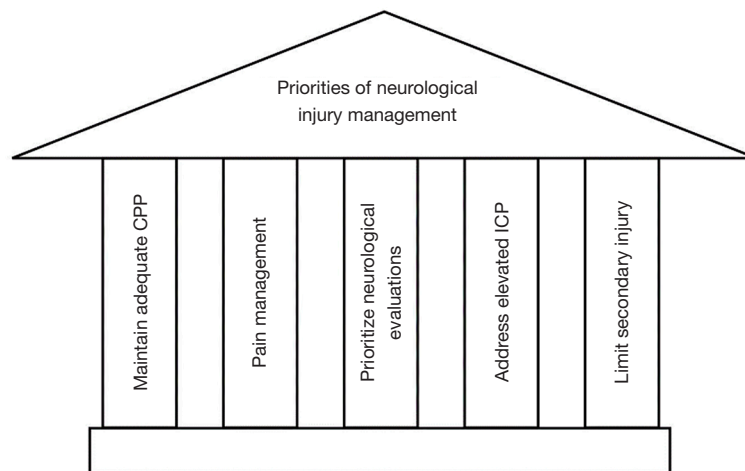 Priorities of neurological
injury management
Maintain adequate CPP
Pain management
Prioritize neurological
evaluations
Address elevated ICP
Limit secondary injury